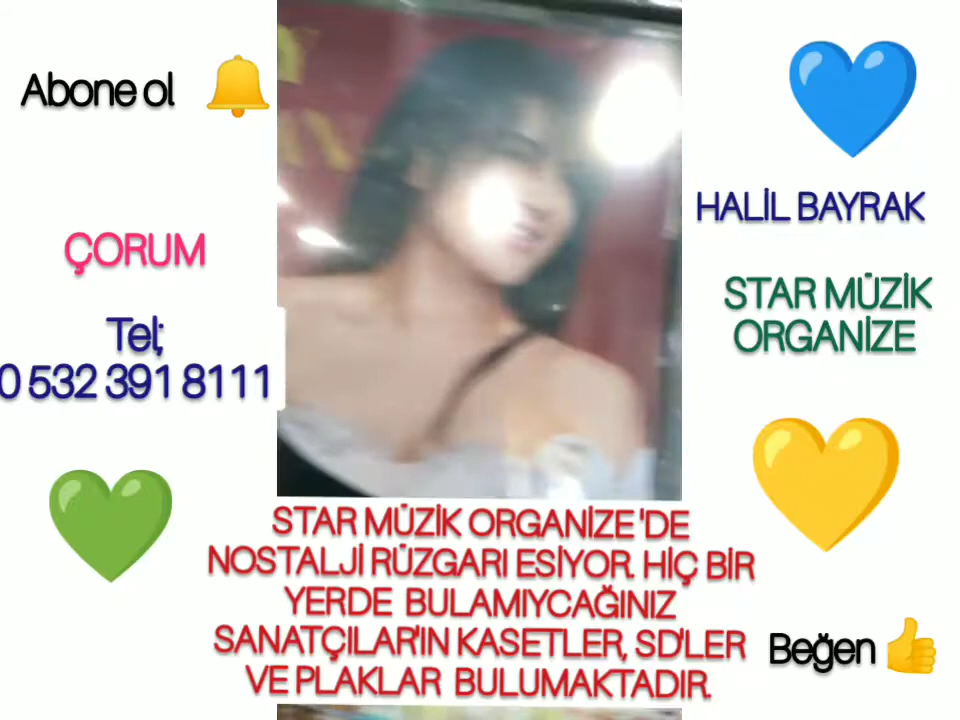 Abone ol
ÇORUM
Tel;
0 532 391 8111
HALİL BAYRAK
STAR MÜZİK
ORGANİZE
STAR MÜZİK ORGANİZE 'DE
NOSTALJİ RÜZGARI ESİYOR. HİÇ BİR
YERDE BULAMIYCAĞINIZ
SANATÇILAR'IN KASETLER, SD'LER
VE PLAKLAR BULUMAKTADIR.
Beğen